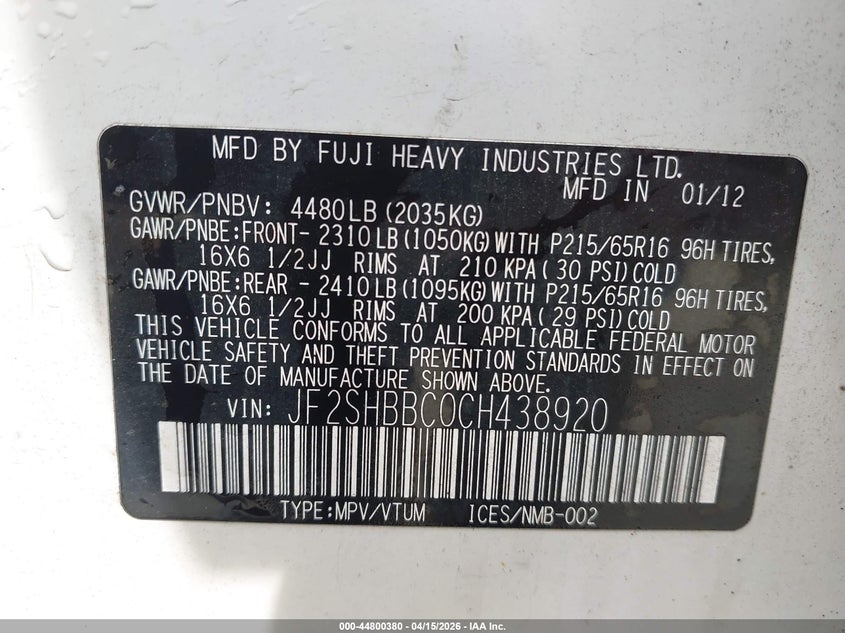 MFD BY FUJI HEAVY INDUSTRIES LTD.
MFD IN 01/12
GVWR/PNBV: 4480LB(2035KG)
GAWR/PNBE:FRONT- 2310LB(1050KG)WITH P215/65R16 96H TIRES,
16X6 1/2JJ RIMS AT 210 KPA(30 PSI)COLD
GAWR/PNBE:REAR - 2410LB(1095KG)WITH P215/65R16 96H TIRES,
16X6 1/2JJ RIMS AT 200 KPA(29 PSI)COLD
THIS VEHICLE CONFORMS TO ALL APPLICABLE FEDERAL MOTOR
VEHICLE SAFETY AND THEFT PREVENTION STANDARDS IN EFFECT ON
THE DATE OF MANUFACTURE SHOWN ABOVE.
VIN: JF2SHBBC0CH438920
TYPE:MPV/VTUM ICES/NMB-002
000-44800380 - 04/15/2026 - IAA Inc.